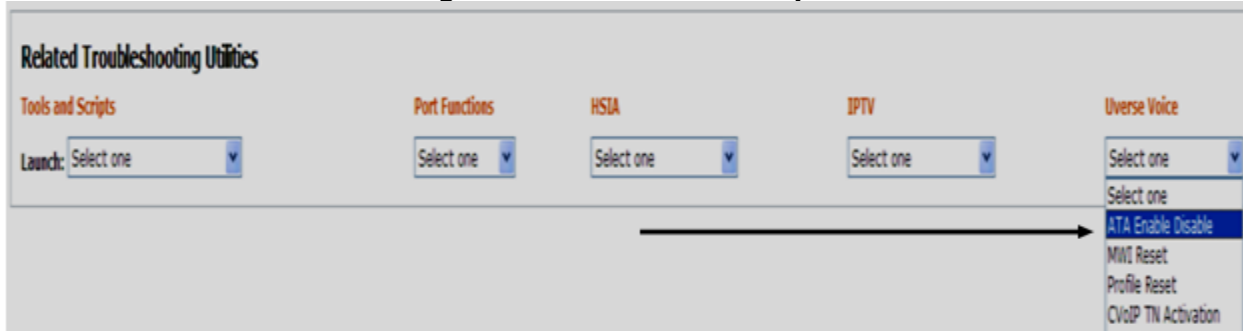 Related Troubleshooting Utilities
Tools and Scripts Port Functions HSIA IPTV Uverse Voice
Launch: Select one Select one Select one Select one Select one
Select one
ATA Enable Disable
MWI Reset
Profile Reset
CVoIP TN Activation